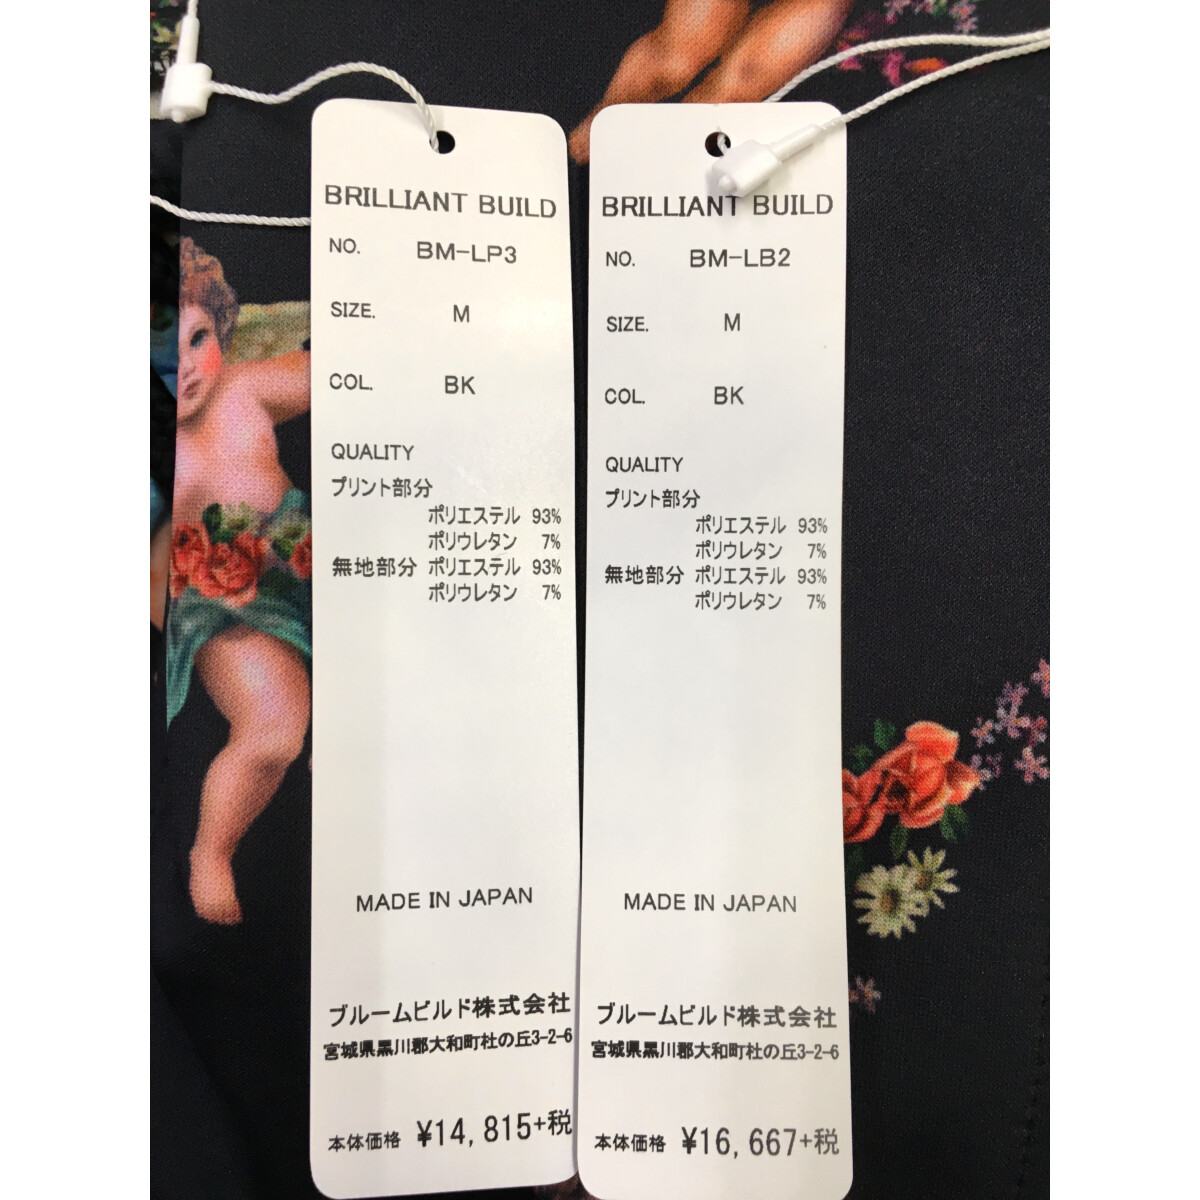 BRILLIANT BUILD
NO. BM-LP3
SIZE. M
COL. BK
QUALITY
プリント部分
ポリエステル 93%
ポリウレタン 7%
無地部分 ポリエステル 93%
ポリウレタン 7%
MADE IN JAPAN
ブルームビルド株式会社
宮城県黒川郡大和町杜の丘3-2-6
本体価格 ¥14,815+税
BRILLIANT BUILD
NO. BM-LB2
SIZE. M
COL. BK
QUALITY
プリント部分
ポリエステル 93%
ポリウレタン 7%
無地部分 ポリエステル 93%
ポリウレタン 7%
MADE IN JAPAN
ブルームビルド株式会社
宮城県黒川郡大和町杜の丘3-2-6
本体価格 ¥16,667+税